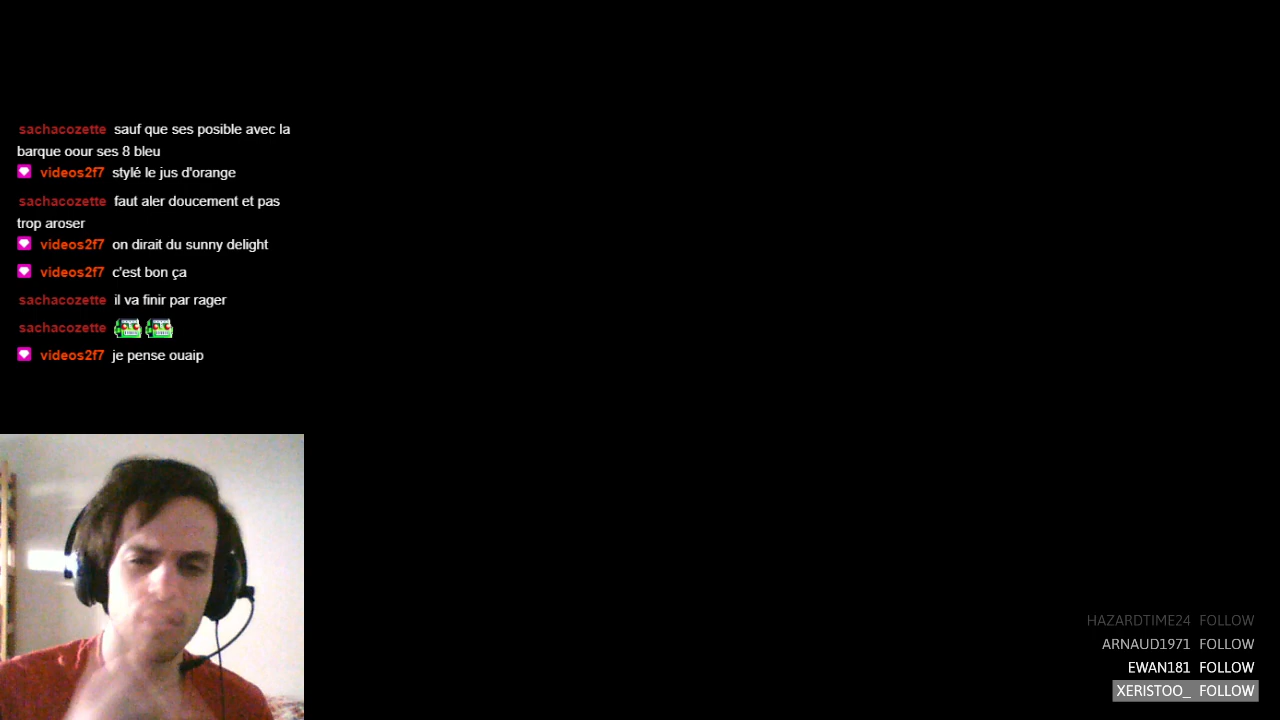 sachacozette sauf que ses posible avec la
barque oour ses 8 bleu
videos2f7 stylé le jus d'orange
sachacozette faut aler doucement et pas
trop aroser
videos2f7 on dirait du sunny delight
videos2f7 c'est bon ça
sachacozette il va finir par rager
sachacozette
videos2f7 je pense ouaip
HAZARDTIME24 FOLLOW
ARNAUD1971 FOLLOW
EWAN181 FOLLOW
XERISTOO_ FOLLOW